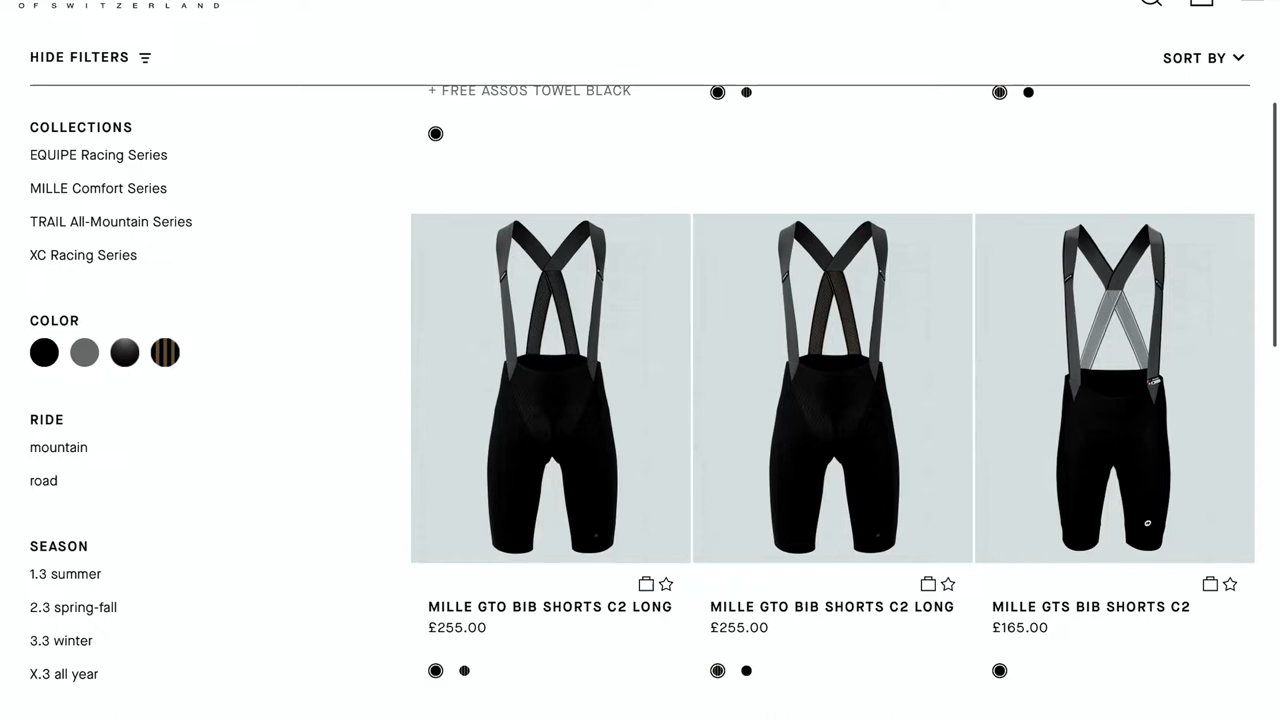 OF SWITZERLAND
HIDE FILTERS
SORT BY
+ FREE ASSOS TOWEL BLACK
COLLECTIONS
EQUIPE Racing Series
MILLE Comfort Series
TRAIL All-Mountain Series
XC Racing Series
COLOR
RIDE
mountain
road
SEASON
1.3 summer
2.3 spring-fall
3.3 winter
X.3 all year
MILLE GTO BIB SHORTS C2 LONG
£255.00
MILLE GTO BIB SHORTS C2 LONG
£255.00
MILLE GTS BIB SHORTS C2
£165.00